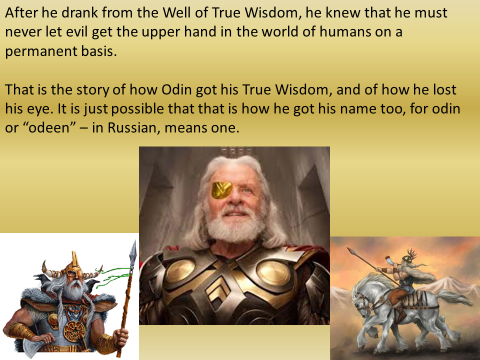 After he drank from the Well of True Wisdom, he knew that he must
never let evil get the upper hand in the world of humans on a
permanent basis.
That is the story of how Odin got his True Wisdom, and of how he lost
his eye. It is just possible that that is how he got his name too, for odin
or “odeen” – in Russian, means one.